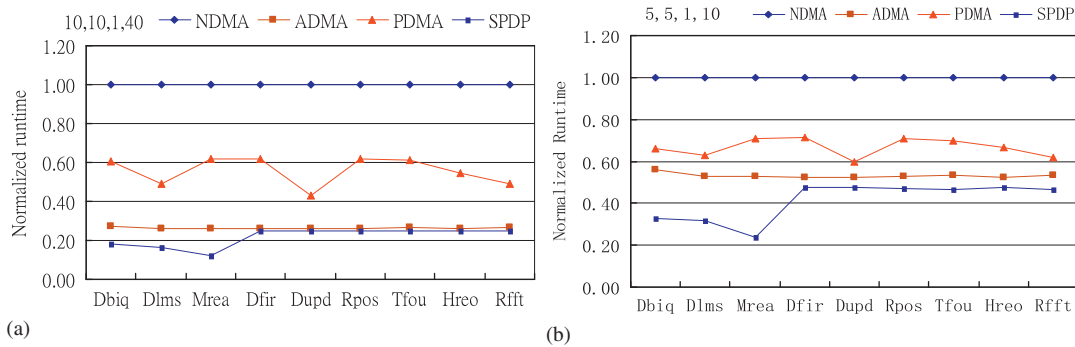 10,10,1,40 NDMA ADMA PDMA SPDP
Normalized runtime
1.20
1.00
0.80
0.60
0.40
0.20
0.00
Dbiq Dlms Mrea Dfir Dupd Rpos Tfou Hreo Rfft
(a)
5,5,1,10 NDMA ADMA PDMA SPDP
Normalized Runtime
1.20
1.00
0.80
0.60
0.40
0.20
0.00
Dbiq Dlms Mrea Dfir Dupd Rpos Tfou Hreo Rfft
(b)